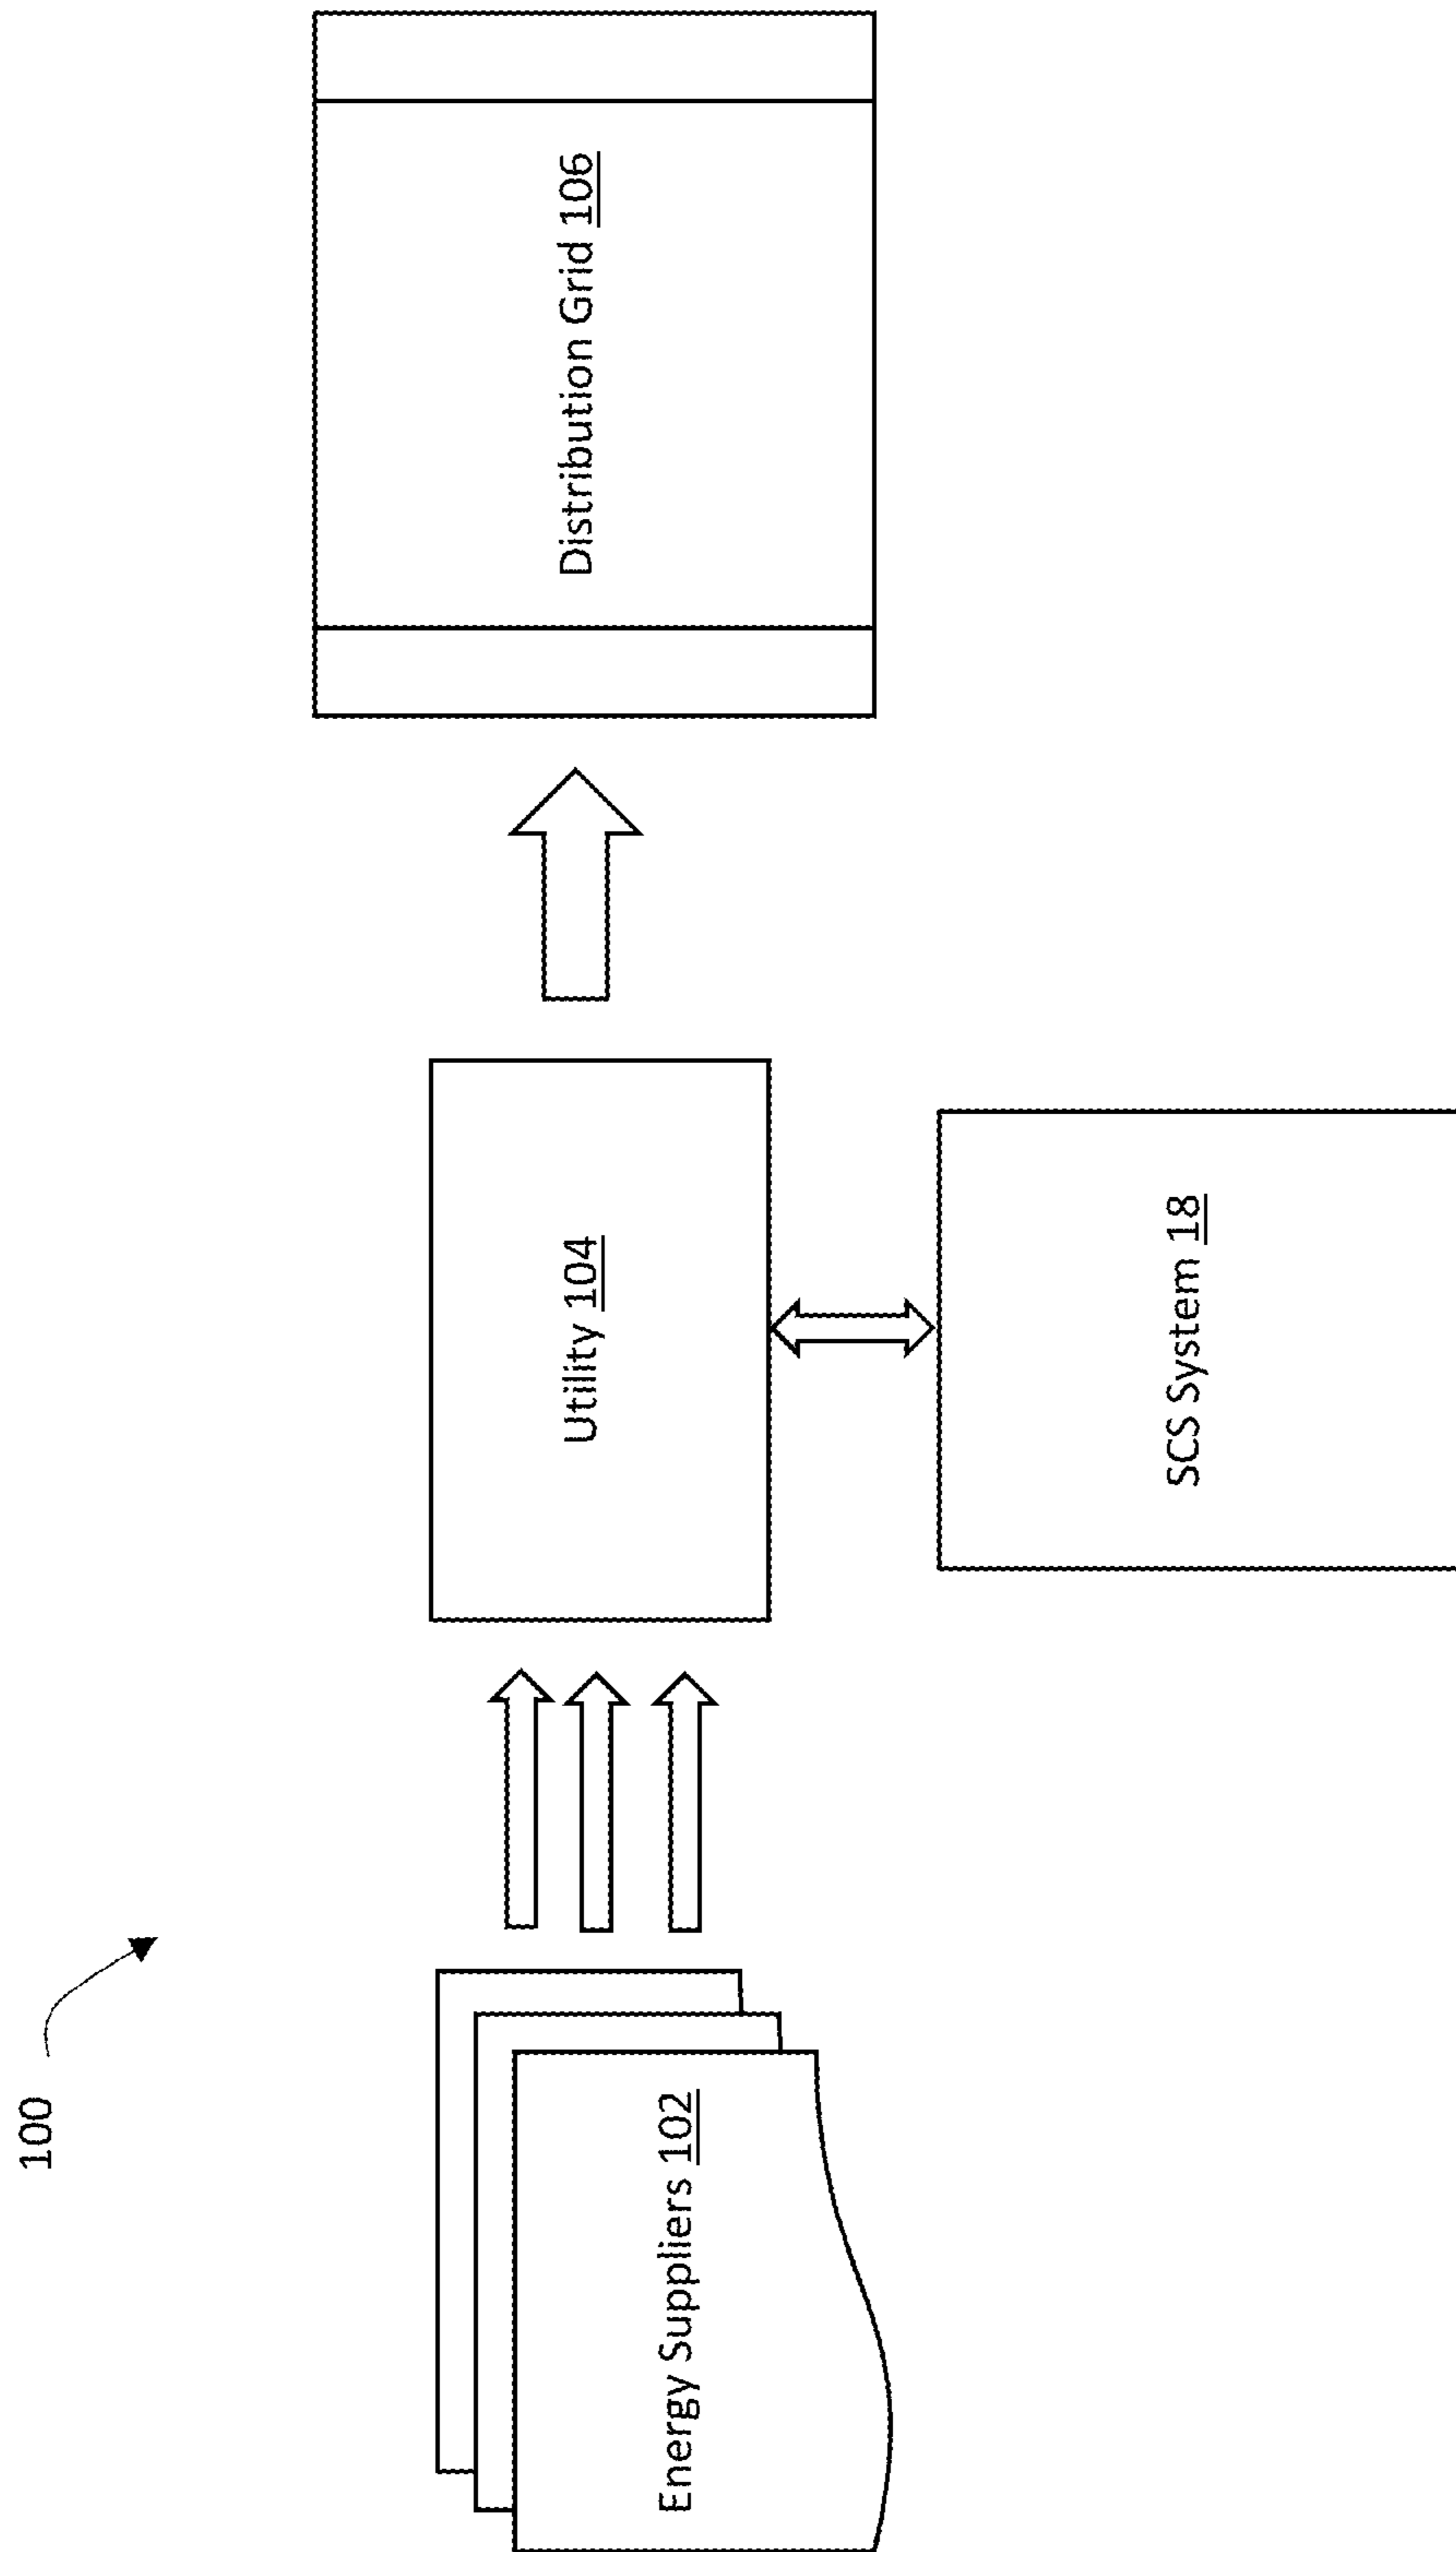 100
Energy Suppliers 102
Utility 104
Distribution Grid 106
SCS System 18